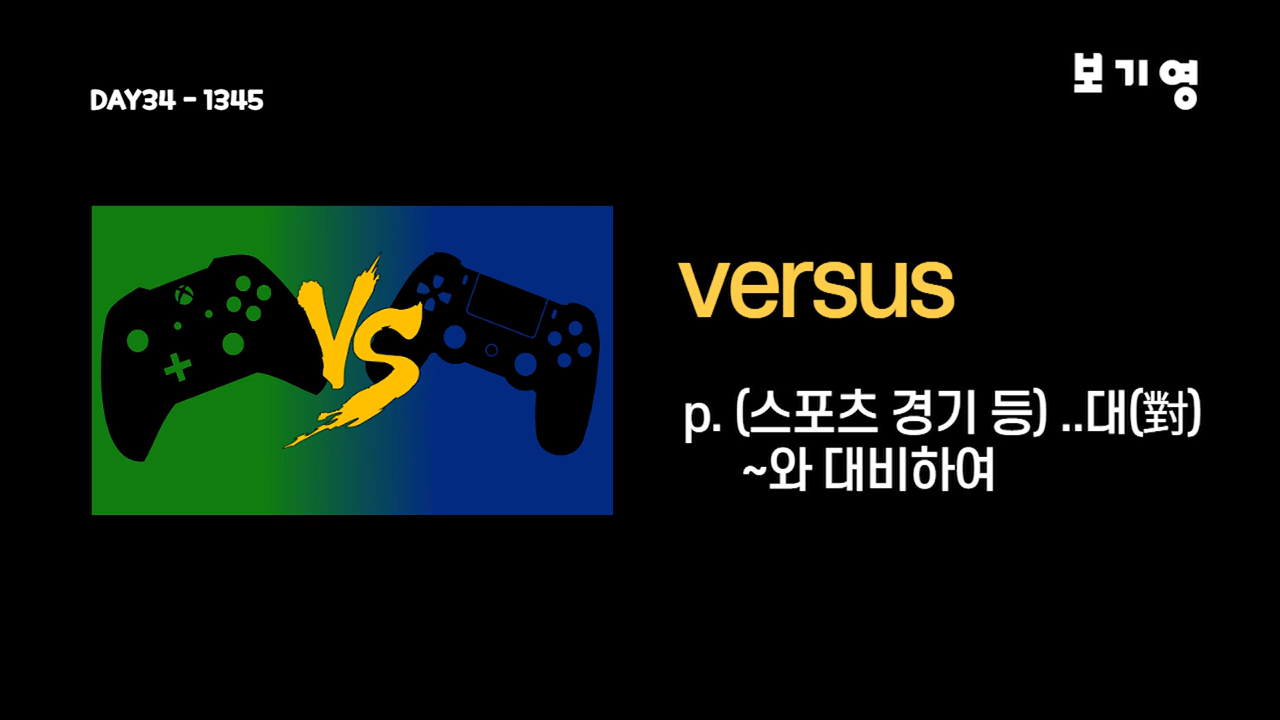 DAY34 - 1345
보기영
VS
versus
p. (스포츠 경기 등) ..대(對)
~와 대비하여